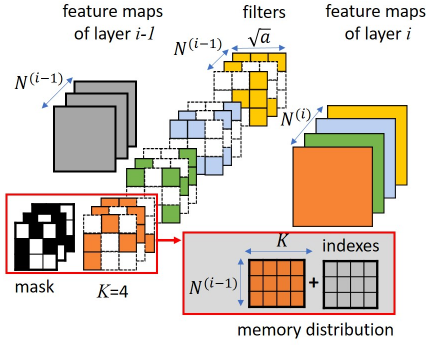 feature maps
of layer i-1
filters
feature maps
of layer i
N^(i-1)
N^(i-1)
√a
N^(i)
mask
K=4
K
indexes
N^(i-1)
+
memory distribution